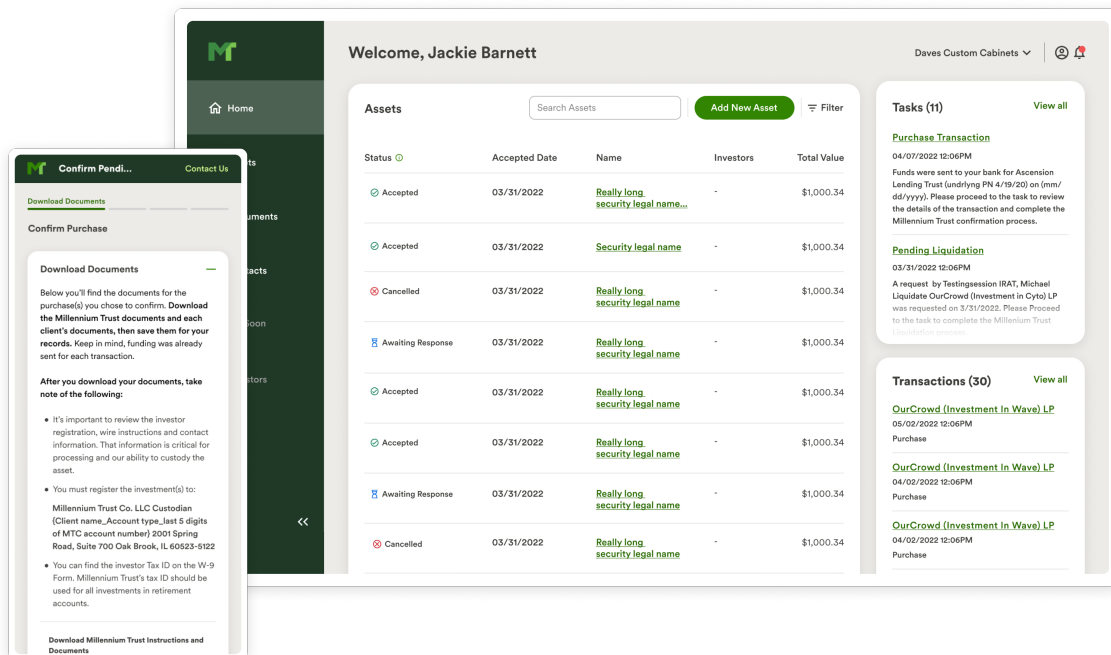 Welcome, Jackie Barnett
Daves Custom Cabinets
Home
ts
uments
tacts
Soon
stors
Assets
Search Assets
Add New Asset
Filter
Status
Accepted Date
Name
Investors
Total Value
Accepted
03/31/2022
Really long
security legal name...
-
$1,000.34
Accepted
03/31/2022
Security legal name
-
$1,000.34
Cancelled
03/31/2022
Really long
security legal name
-
$1,000.34
Awaiting Response
03/31/2022
Really long
security legal name
-
$1,000.34
Accepted
03/31/2022
Really long
security legal name
-
$1,000.34
Accepted
03/31/2022
Really long
security legal name
-
$1,000.34
Awaiting Response
03/31/2022
Really long
security legal name
-
$1,000.34
Cancelled
03/31/2022
Really long
security legal name
-
$1,000.34
Tasks (11)
View all
Purchase Transaction
04/07/2022 12:06PM
Funds were sent to your bank for Ascension
Lending Trust (undrlyng PN 4/19/20) on (mm/
dd/yyyy). Please proceed to the task to review
the details of the transaction and complete the
Millennium Trust confirmation process.
Pending Liquidation
03/31/2022 12:06PM
A request by Testingsession IRAT, Michael
Liquidate OurCrowd (Investment in Cyto) LP
was requested on 3/31/2022. Please Proceed
to the task to complete the Millenium Trust
Liquidation process.
Transactions (30)
View all
OurCrowd (Investment In Wave) LP
05/02/2022 12:06PM
Purchase
OurCrowd (Investment In Wave) LP
04/02/2022 12:06PM
Purchase
OurCrowd (Investment In Wave) LP
04/02/2022 12:06PM
Purchase
Confirm Pendi...
Contact Us
Download Documents
Confirm Purchase
Download Documents
Below you'll find the documents for the
purchase(s) you chose to confirm. Download
the Millennium Trust documents and each
client's documents, then save them for your
records. Keep in mind, funding was already
sent for each transaction.
After you download your documents, take
note of the following:
It's important to review the investor
registration, wire instructions and contact
information. That information is critical for
processing and our ability to custody the
asset.
You must register the investment(s) to:
Millennium Trust Co. LLC Custodian
{Client name_Account type_last 5 digits
of MTC account number} 2001 Spring
Road, Suite 700 Oak Brook, IL 60523-5122
You can find the investor Tax ID on the W-9
Form. Millennium Trust's tax ID should be
used for all investments in retirement
accounts.
Download Millennium Trust Instructions and
Documents